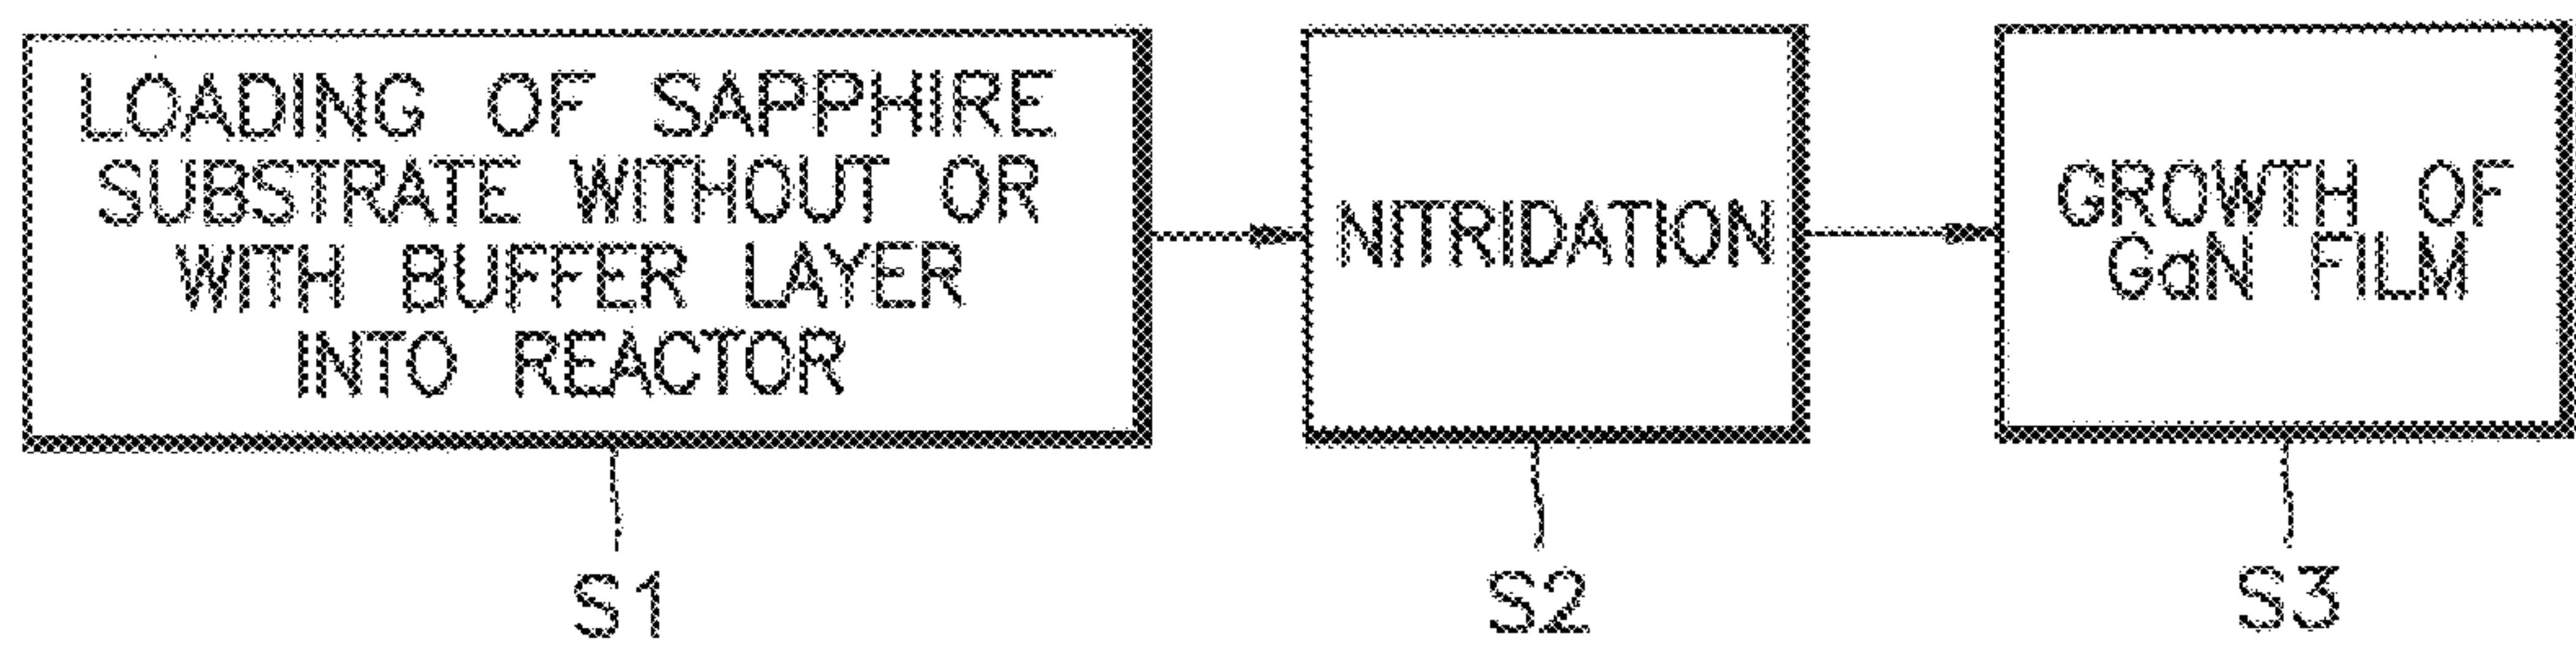 LOADING OF SAPPHIRE
SUBSTRATE WITHOUT OR
WITH BUFFER LAYER
INTO REACTOR
NITRIDATION
GROWTH OF
GaN FILM
S1
S2
S3